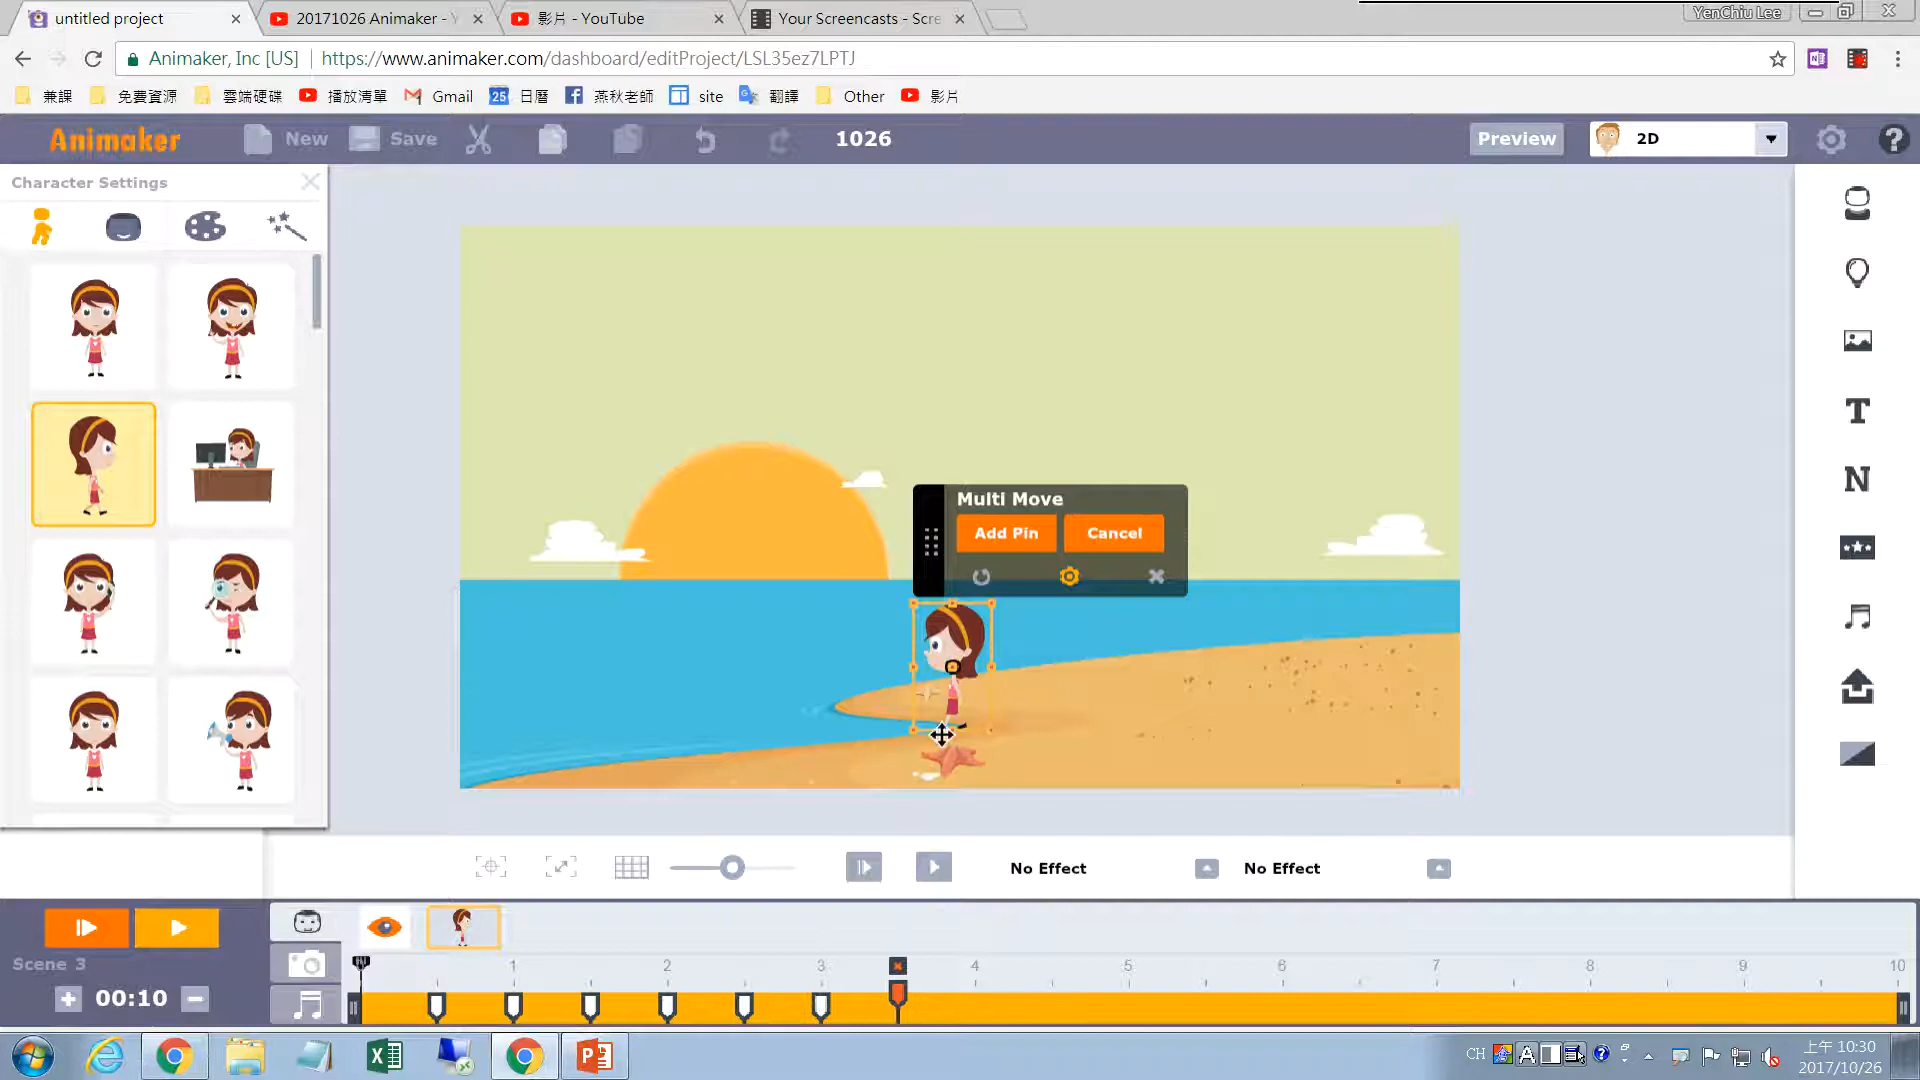 untitled project
20171026 Animaker - Y
影片 - YouTube
Your Screencasts - Scre
YenChiu Lee
Animaker, Inc [US]
https://www.animaker.com/dashboard/editProject/LSL35ez7LPTJ
兼課
免費資源
雲端硬碟
播放清單
Gmail
25
日曆
燕秋老師
site
翻譯
Other
影片
Animaker
New
Save
1026
Preview
2D
?
Character Settings
Multi Move
Add Pin
Cancel
T
N
No Effect
No Effect
Scene 3
00:10
1
2
3
4
5
6
7
8
9
10
CH
A
上午 10:30
2017/10/26